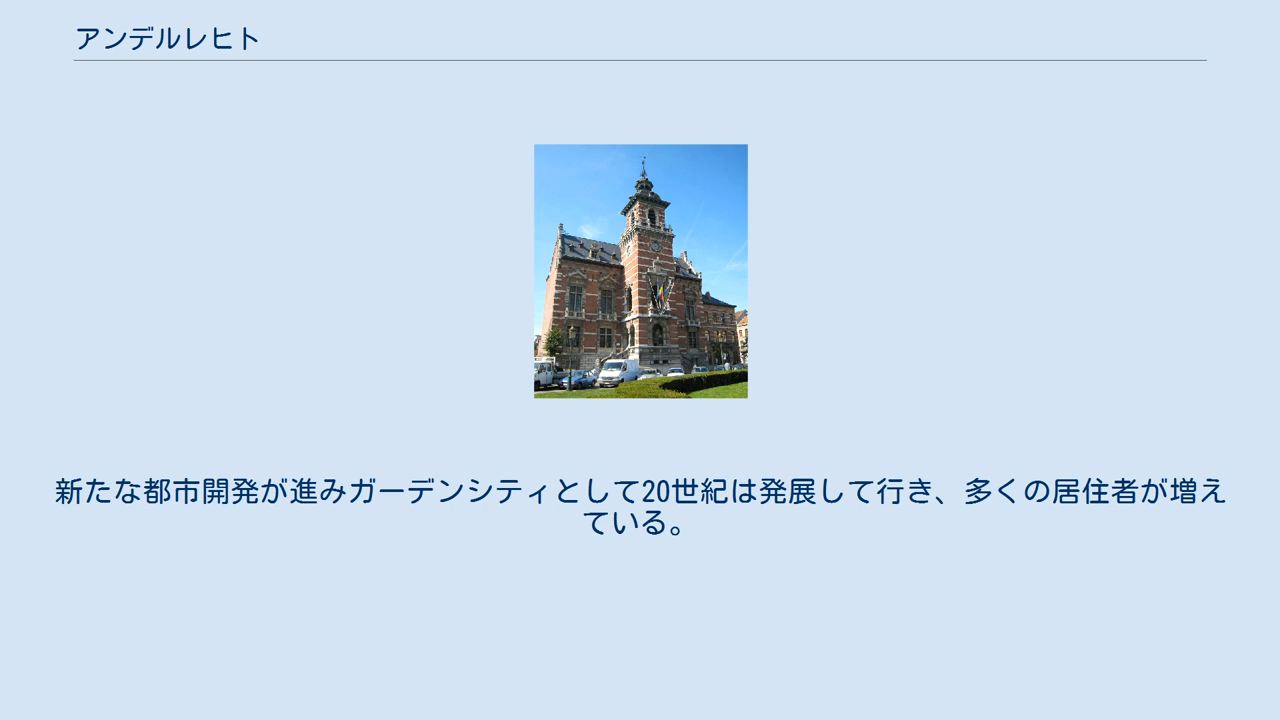 アンデルレヒト
新たな都市開発が進みガーデンシティとして20世紀は発展して行き、多くの居住者が増え
ている。